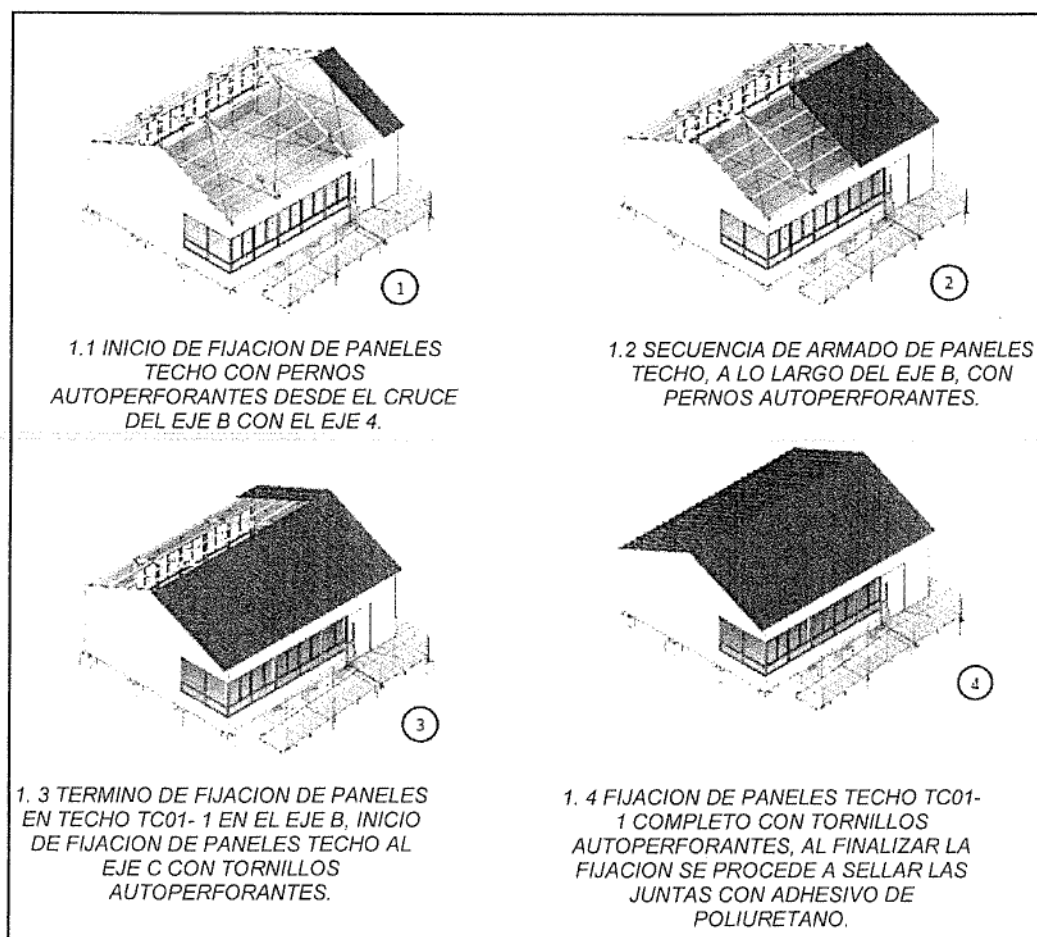 1
1.1 INICIO DE FIJACION DE PANELES
TECHO CON PERNOS
AUTOPERFORANTES DESDE EL CRUCE
DEL EJE B CON EL EJE 4.
2
1.2 SECUENCIA DE ARMADO DE PANELES
TECHO, A LO LARGO DEL EJE B, CON
PERNOS AUTOPERFORANTES.
3
1. 3 TERMINO DE FIJACION DE PANELES
EN TECHO TC01- 1 EN EL EJE B, INICIO
DE FIJACION DE PANELES TECHO AL
EJE C CON TORNILLOS
AUTOPERFORANTES.
4
1. 4 FIJACION DE PANELES TECHO TC01-
1 COMPLETO CON TORNILLOS
AUTOPERFORANTES, AL FINALIZAR LA
FIJACION SE PROCEDE A SELLAR LAS
JUNTAS CON ADHESIVO DE
POLIURETANO.